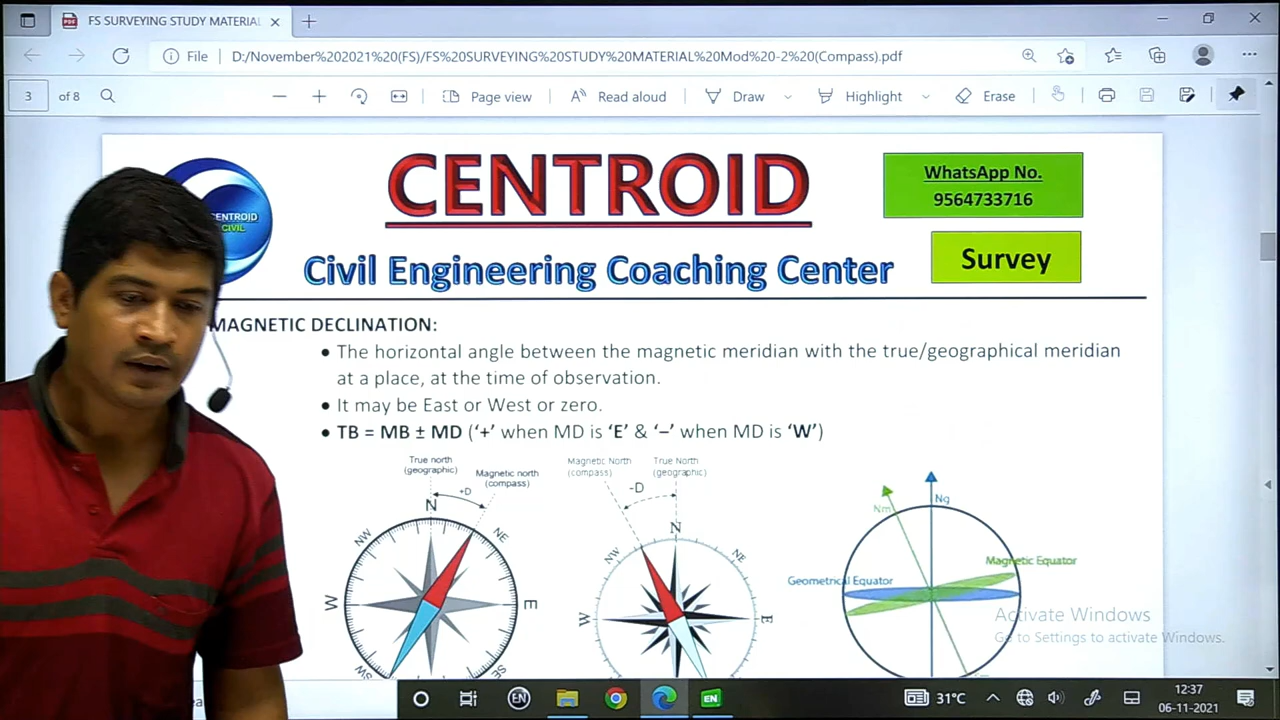 FS SURVEYING STUDY MATERIAL
File
D:/November%202021%20(FS)/FS%20SURVEYING%20STUDY%20MATERIAL%20Mod%20-2%20(Compass).pdf
3 of 8
Page view
Read aloud
Draw
Highlight
Erase
CENTROID
CIVIL
CENTROID
Civil Engineering Coaching Center
WhatsApp No.
9564733716
Survey
MAGNETIC DECLINATION:
• The horizontal angle between the magnetic meridian with the true/geographical meridian
at a place, at the time of observation.
• It may be East or West or zero.
• TB = MB ± MD (‘+’ when MD is ‘E’ & ‘–’ when MD is ‘W’)
True north
(geographic)
Magnetic north
(compass)
+D
N
NW
NE
W
E
SW
SE
Magnetic North
(compass)
True North
(geographic)
-D
N
NW
NE
W
E
Ng
Nm
Magnetic Equator
Geometrical Equator
Activate Windows
Go to Settings to activate Windows.
EN
EN
31°C
12:37
06-11-2021